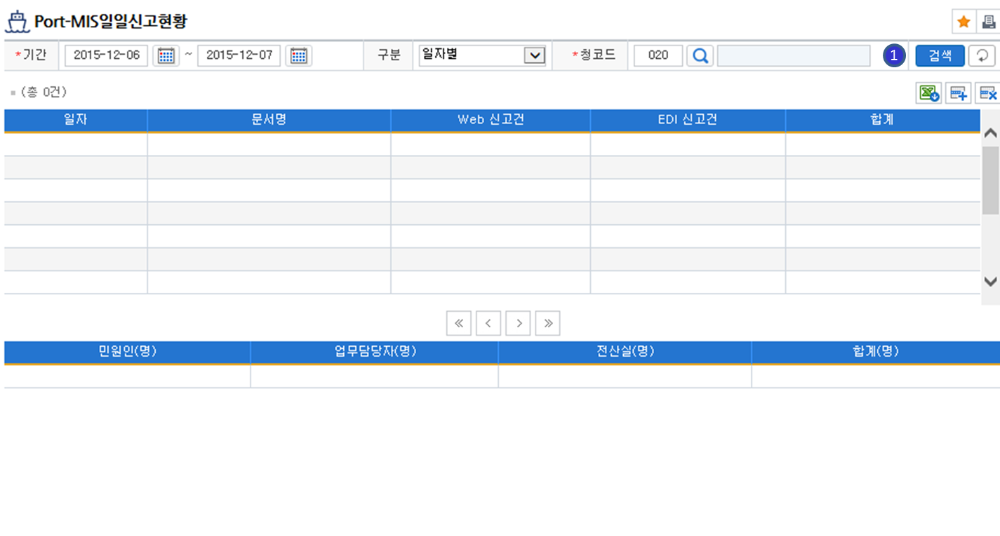 Port-MIS일일신고현황
*기간 2015-12-06 ~ 2015-12-07 구분 일자별 *청코드 020 1 검색
(총 0건)
일자 문서명 Web 신고건 EDI 신고건 합계
민원인(명) 업무담당자(명) 전산실(명) 합계(명)